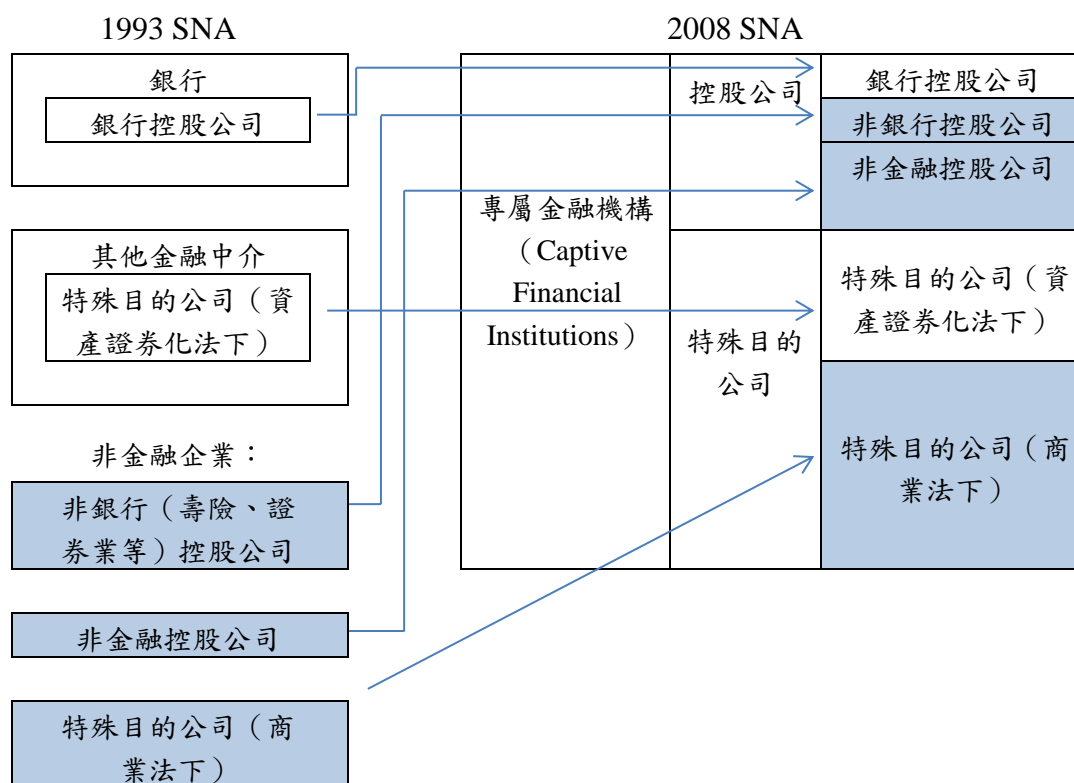 1993 SNA
銀行
銀行控股公司
其他金融中介
特殊目的公司（資
產證券化法下）
非金融企業：
非銀行（壽險、證
券業等）控股公司
非金融控股公司
特殊目的公司（商
業法下）
2008 SNA
專屬金融機構
（Captive
Financial
Institutions）
控股公司
特殊目的
公司
銀行控股公司
非銀行控股公司
非金融控股公司
特殊目的公司（資
產證券化法下）
特殊目的公司（商
業法下）